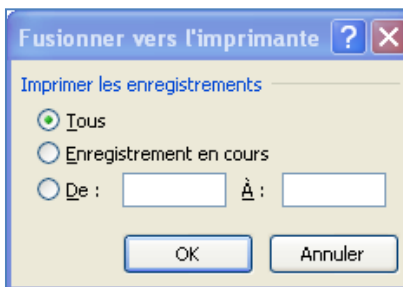 Fusionner vers l'imprimante ?
Imprimer les enregistrements
Tous
Enregistrement en cours
De : À :
OK Annuler